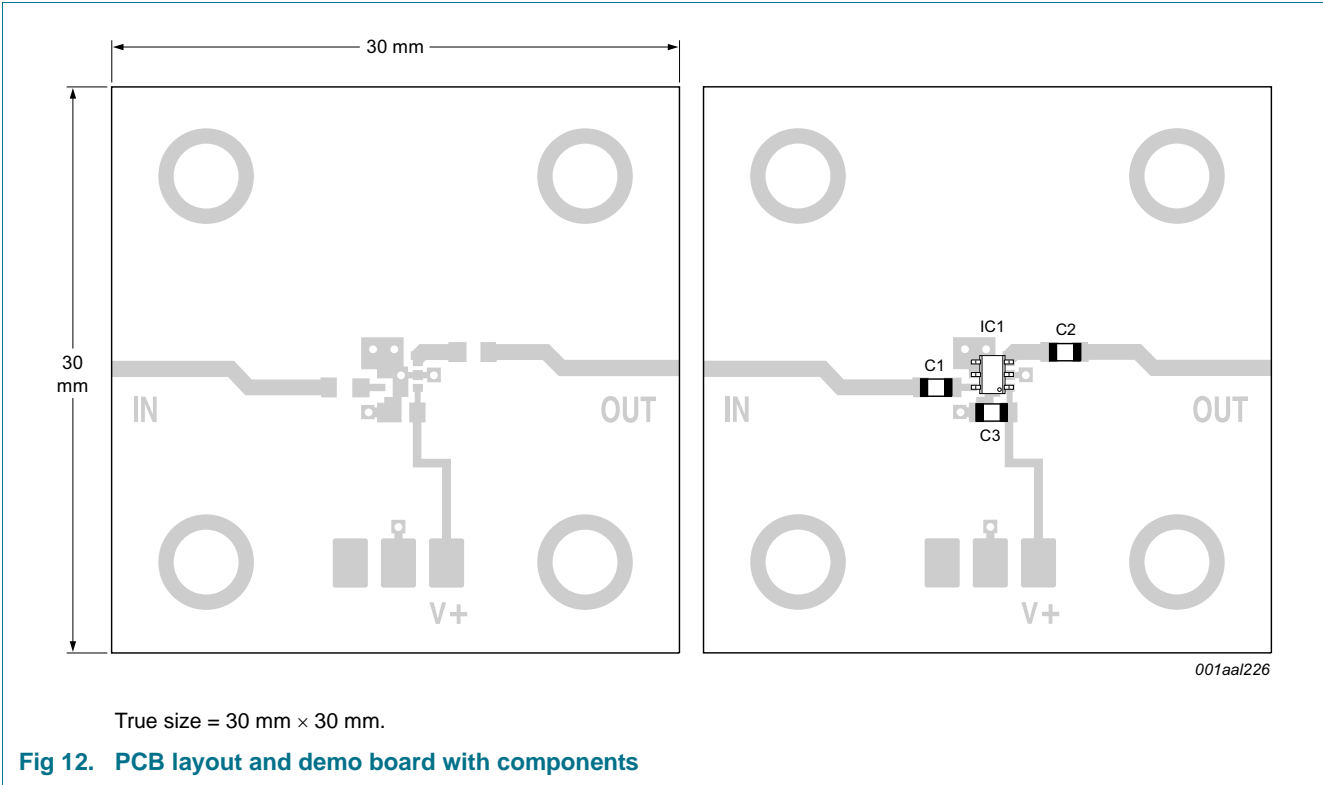 30 mm
30
mm
IN
OUT
V+
IC1
C2
C1
C3
IN
OUT
V+
001aal226
True size = 30 mm × 30 mm.
Fig 12. PCB layout and demo board with components